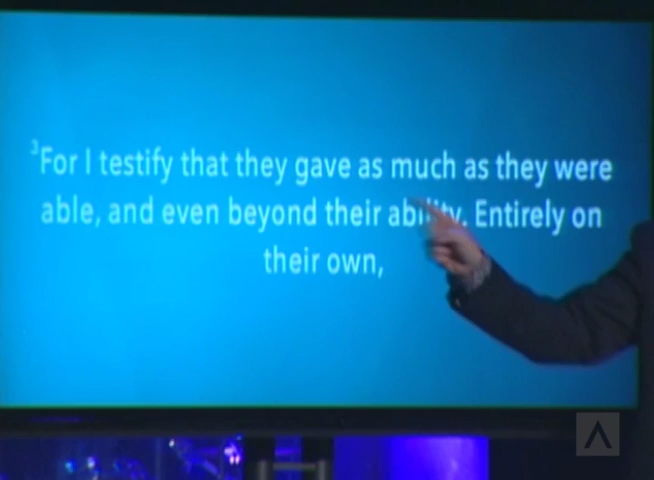 ³For I testify that they gave as much as they were
able, and even beyond their ability. Entirely on
their own,